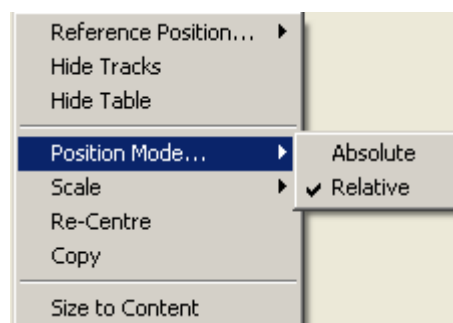 Reference Position...
Hide Tracks
Hide Table
Position Mode...
Absolute
Scale
Relative
Re-Centre
Copy
Size to Content